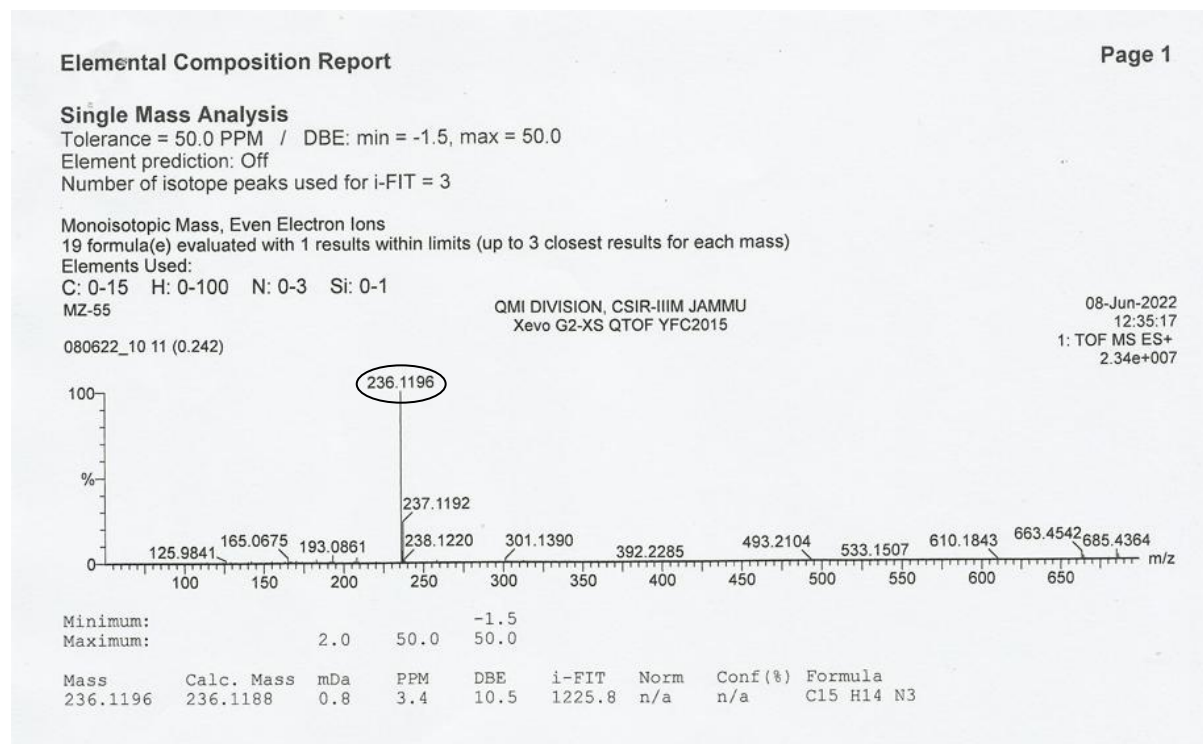 Elemental Composition Report
Page 1
Single Mass Analysis
Tolerance = 50.0 PPM / DBE: min = -1.5, max = 50.0
Element prediction: Off
Number of isotope peaks used for i-FIT = 3
Monoisotopic Mass, Even Electron Ions
19 formula(e) evaluated with 1 results within limits (up to 3 closest results for each mass)
Elements Used:
C: 0-15 H: 0-100 N: 0-3 Si: 0-1
MZ-55
QMI DIVISION, CSIR-IIIM JAMMU
08-Jun-2022
Xevo G2-XS QTOF YFC2015
12:35:17
1: TOF MS ES+
080622_10 11 (0.242)
2.34e+007
236.1196
100
%
0
237.1192
125.9841
165.0675
193.0861
238.1220
301.1390
392.2285
493.2104
533.1507
610.1843
663.4542
685.4364
m/z
100 150 200 250 300 350 400 450 500 550 600 650
Minimum: -1.5
Maximum: 2.0 50.0 50.0
Mass Calc. Mass mDa PPM DBE i-FIT Norm Conf(%) Formula
236.1196 236.1188 0.8 3.4 10.5 1225.8 n/a n/a C15 H14 N3